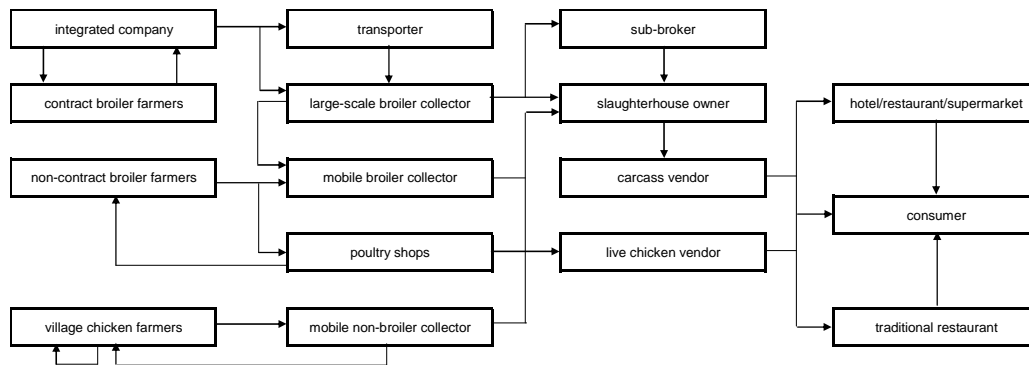 integrated company
transporter
sub-broker
contract broiler farmers
large-scale broiler collector
slaughterhouse owner
hotel/restaurant/supermarket
non-contract broiler farmers
mobile broiler collector
carcass vendor
consumer
poultry shops
live chicken vendor
village chicken farmers
mobile non-broiler collector
traditional restaurant